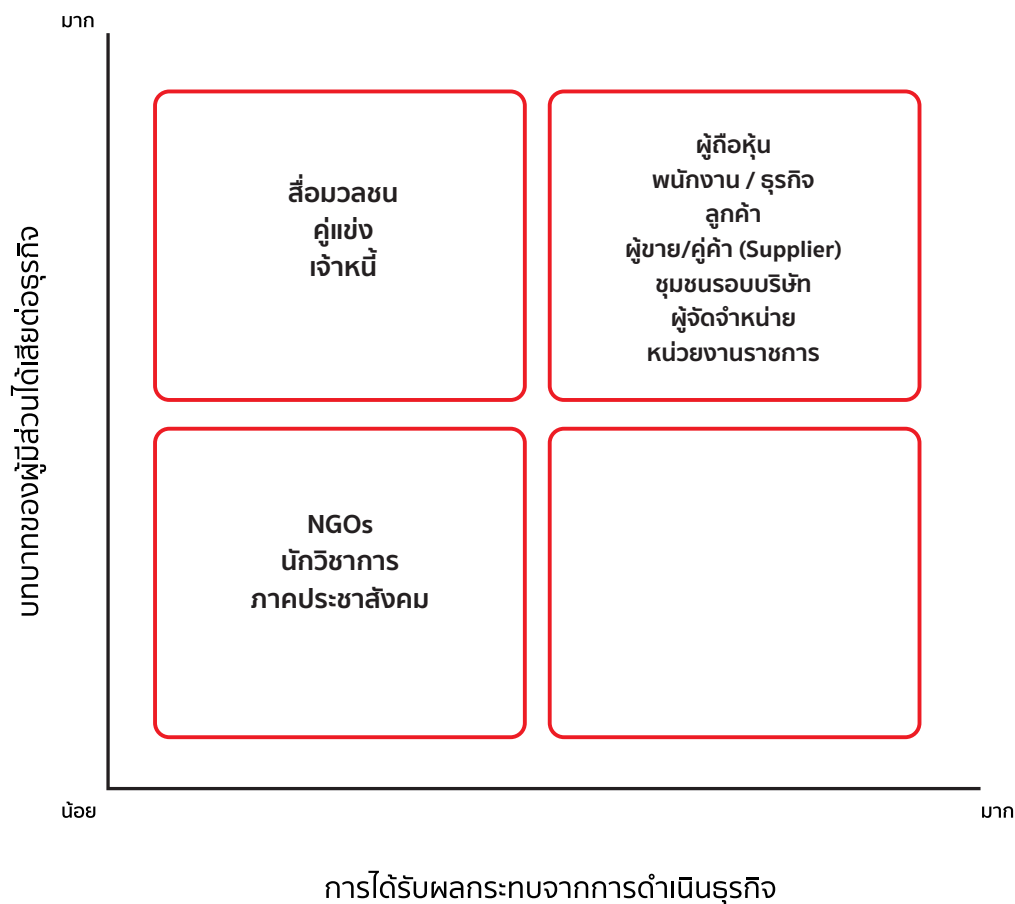 มาก
บทบาทของผู้มีส่วนได้เสียต่อธุรกิจ
สื่อมวลชน
คู่แข่ง
เจ้าหนี้
ผู้ถือหุ้น
พนักงาน / ธุรกิจ
ลูกค้า
ผู้ขาย/คู่ค้า (Supplier)
ชุมชนรอบบริษัท
ผู้จัดจำหน่าย
หน่วยงานราชการ
NGOs
นักวิชาการ
ภาคประชาสังคม
น้อย
มาก
การได้รับผลกระทบจากการดำเนินธุรกิจ